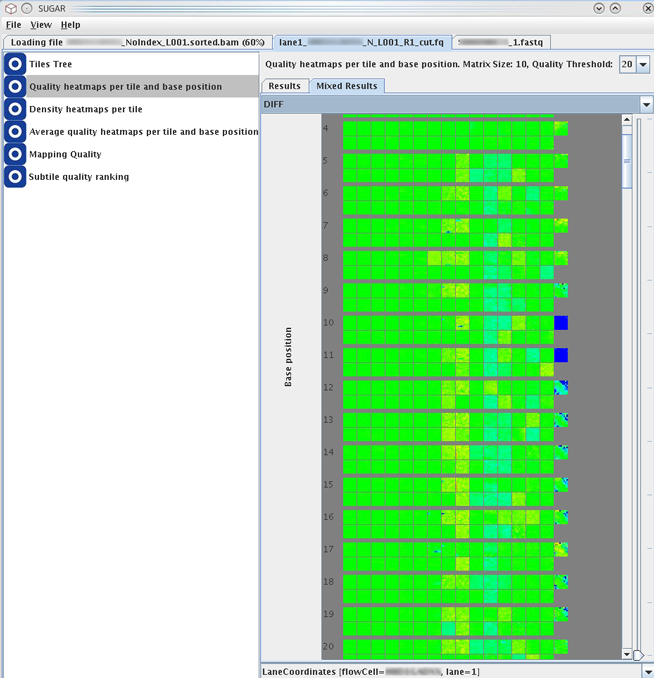 SUGAR
File View Help
Loading file _NoIndex_L001.sorted.bam (60%)
lane1_ _N_L001_R1_cut.fq
_1.fastq
Tiles Tree
Quality heatmaps per tile and base position
Density heatmaps per tile
Average quality heatmaps per tile and base position
Mapping Quality
Subtile quality ranking
Quality heatmaps per tile and base position. Matrix Size: 10, Quality Threshold: 20
Results Mixed Results
DIFF
Base position
4
5
6
7
8
9
10
11
12
13
14
15
16
17
18
19
20
LaneCoordinates [flowCell= , lane=1]